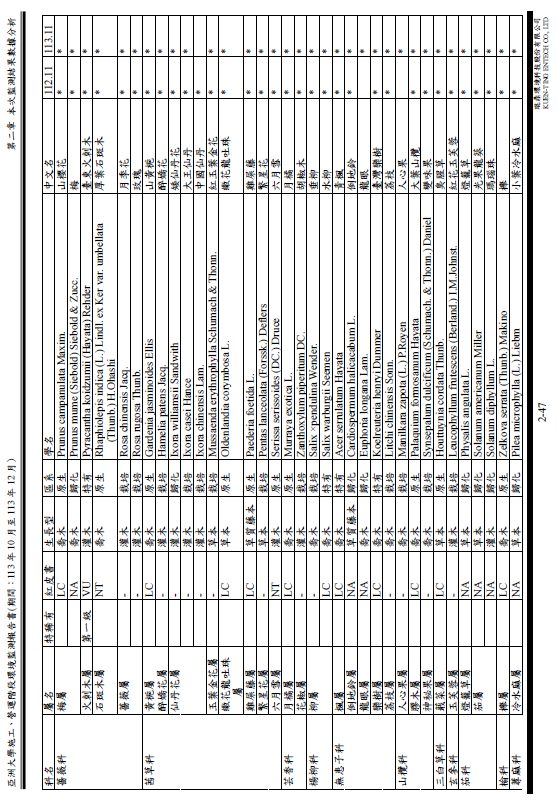 亞洲大學施工、營運階段環境監測報告書(期間：113年10月至113年12月)
第二章 本次監測結果數據分析
科名 屬名 特稀有 紅皮書 生長型 區系 學名 中文名 112.11 113.11
薔薇科 梅屬 LC 喬木 原生 Prunus campanulata Maxim. 山櫻花 * *
NA 喬木 歸化 Prunus mume (Siebold) Siebold & Zucc. 梅 * *
火刺木屬 第一級 VU 灌木 特有 Pyracantha koidzumii (Hayata) Rehder 臺東火刺木 * *
石斑木屬 NT 喬木 原生 Rhaphiolepis indica (L.) Lindl. ex Ker var. umbellata 厚葉石斑木 * *
(Thunb.) H.Ohashi
薔薇屬 - 灌木 栽培 Rosa chinensis Jacq. 月季花 * *
- 灌木 栽培 Rosa rugosa Thunb. 玫瑰 * *
茜草科 黃梔屬 LC 喬木 原生 Gardenia jasminoides Ellis 山黃梔 * *
醉嬌花屬 - 灌木 栽培 Hamelia patens Jacq. 醉嬌花 * *
仙丹花屬 - 灌木 栽培 Ixora williamsii Sandwith 矮仙丹花 * *
- 灌木 栽培 Ixora casei Hance 大王仙丹 * *
- 灌木 栽培 Ixora chinensis Lam. 中國仙丹 * *
玉葉金花屬 - 草本 栽培 Mussaenda erythrophylla Schumach & Thonn. 紅玉葉金花 * *
繖花龍吐珠屬 LC 草本 原生 Oldenlandia corymbosa L. 繖花龍吐珠 * *
雞屎藤屬 LC 草質藤本 原生 Paederia foetida L. 雞屎藤 * *
繁星花屬 - 草本 栽培 Pentas lanceolata (Forssk.) Deflers 繁星花 * *
六月雪屬 NT 灌木 栽培 Serissa serissoides (DC.) Druce 六月雪 * *
芸香科 月橘屬 LC 喬木 原生 Murraya exotica L. 月橘 * *
花椒屬 - 灌木 栽培 Zanthoxylum piperitum DC. 胡椒木 * *
楊柳科 柳屬 - 喬木 栽培 Salix ×pendulina Wender. 垂柳 * *
LC 喬木 特有 Salix warburgii Seemen 水柳 * *
無患子科 楓屬 LC 喬木 特有 Acer serrulatum Hayata 青楓 * *
倒地鈴屬 NA 草質藤本 歸化 Cardiospermum halicacabum L. 倒地鈴 * *
龍眼屬 NA 喬木 歸化 Euphoria longana Lam. 龍眼 * *
欒樹屬 LC 喬木 特有 Koelreuteria henryi Dummer 臺灣欒樹 * *
荔枝屬 - 喬木 栽培 Litchi chinensis Sonn. 荔枝 * *
山欖科 人心果屬 - 喬木 栽培 Manilkara zapota (L.) P.Royen 人心果 * *
膠木屬 LC 喬木 原生 Palaquium formosanum Hayata 大葉山欖 * *
神秘果屬 - 灌木 栽培 Synsepalum dulcificum (Schumach. & Thonn.) Daniel 變味果 * *
三白草科 蕺菜屬 LC 草本 原生 Houttuynia cordata Thunb. 魚腥草 * *
玄參科 玉芙蓉屬 - 灌木 栽培 Leucophyllum frutescens (Berland.) I.M.Johnst. 紅花玉芙蓉 * *
茄科 燈籠草屬 NA 草本 歸化 Physalis angulata L. 燈籠草 * *
茄屬 NA 草本 歸化 Solanum americanum Miller 光果龍葵 * *
NA 灌木 歸化 Solanum diphyllum L. 瑪瑙珠 * *
榆科 櫸屬 LC 喬木 原生 Zelkova serrata (Thunb.) Makino 櫸 * *
蕁麻科 冷水麻屬 NA 草本 歸化 Pilea microphylla (L.) Liebm 小葉冷水麻 * *
2-47
琨鼎環境科技股份有限公司
KUEN-TING ENTECH CO., LTD